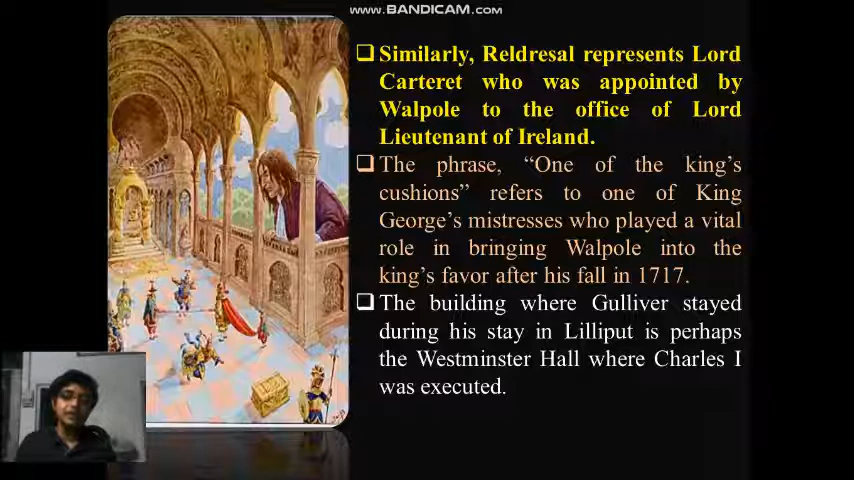 WWW.BANDICAM.COM
❑ Similarly, Reldresal represents Lord
Carteret who was appointed by
Walpole to the office of Lord
Lieutenant of Ireland.
❑ The phrase, “One of the king’s
cushions” refers to one of King
George’s mistresses who played a vital
role in bringing Walpole into the
king’s favor after his fall in 1717.
❑ The building where Gulliver stayed
during his stay in Lilliput is perhaps
the Westminster Hall where Charles I
was executed.